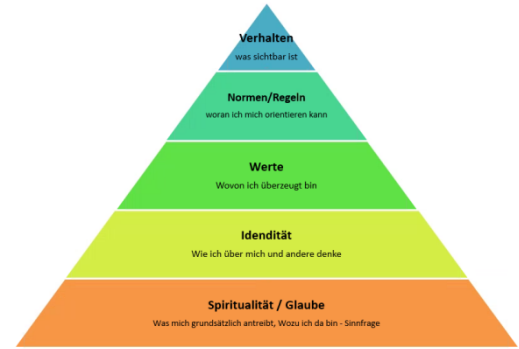 Verhalten
was sichtbar ist
Normen/Regeln
woran ich mich orientieren kann
Werte
Wovon ich überzeugt bin
Idendität
Wie ich über mich und andere denke
Spiritualität / Glaube
Was mich grundsätzlich antreibt, Wozu ich da bin - Sinnfrage